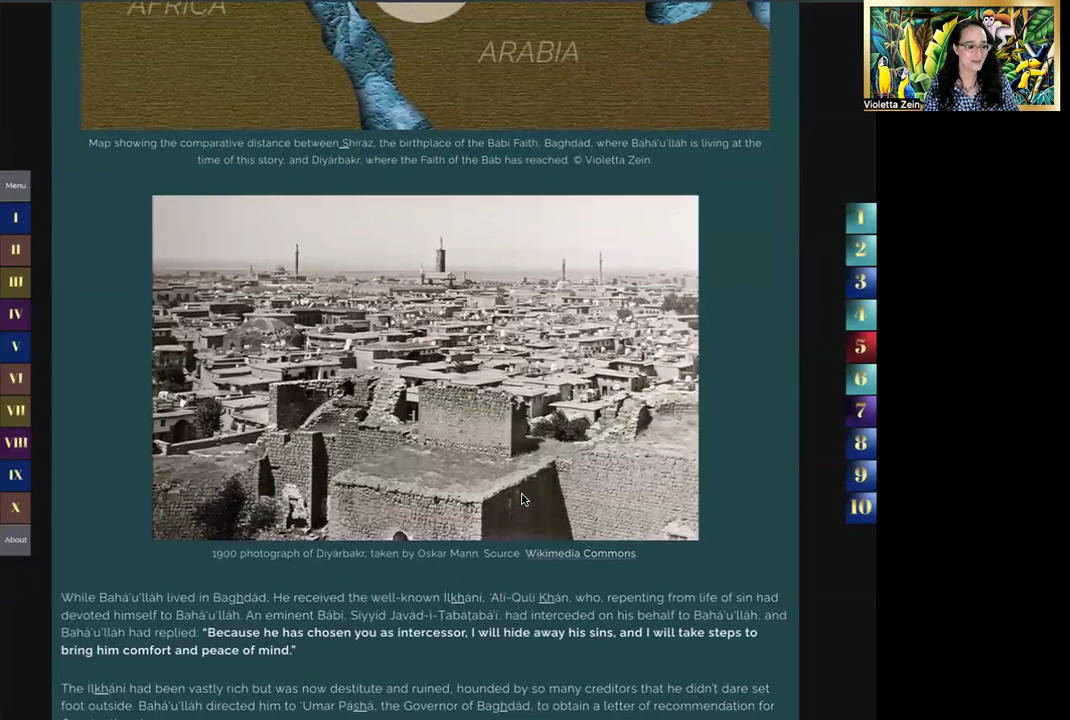 AFRICA
ARABIA
Violetta Zein
Map showing the comparative distance between Shíráz, the birthplace of the Bábí Faith, Baghdád, where Bahá'u'lláh is living at the
time of this story, and Díyárbakr, where the Faith of the Báb has reached. © Violetta Zein.
Menu
I
II
III
IV
V
VI
VII
VIII
IX
X
About
1
2
3
4
5
6
7
8
9
10
1900 photograph of Díyárbakr, taken by Oskar Mann. Source: Wikimedia Commons.
While Bahá'u'lláh lived in Baghdád, He received the well-known Ílkhání, 'Alí-Qulí Khán, who, repenting from life of sin had
devoted himself to Bahá'u'lláh. An eminent Bábí, Siyyid Javád-i-Ṭabáṭabá'í, had interceded on his behalf to Bahá'u'lláh, and
Bahá'u'lláh had replied: "Because he has chosen you as intercessor, I will hide away his sins, and I will take steps to
bring him comfort and peace of mind."
The Ílkhání had been vastly rich but was now destitute and ruined, hounded by so many creditors that he didn't dare set
foot outside. Bahá'u'lláh directed him to 'Umar Páshá, the Governor of Baghdád, to obtain a letter of recommendation for